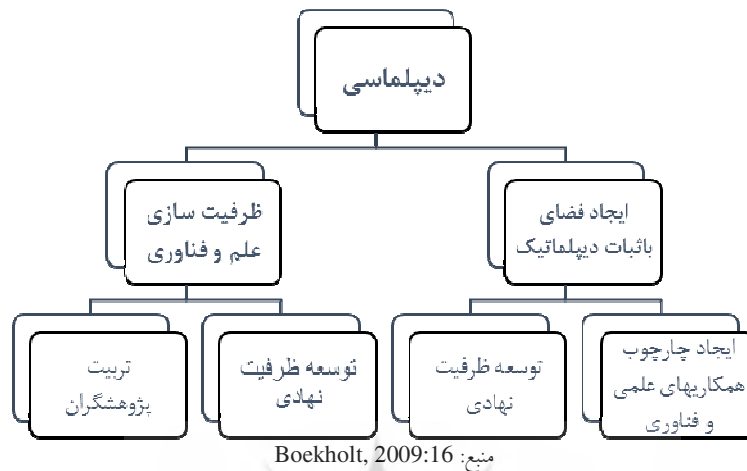 دیپلماسی
ایجاد فضای
باثبات دیپلماتیک
ظرفیت سازی
علم و فناوری
ایجاد چارچوب
همکاریهای علمی
و فناوری
توسعه ظرفیت
نهادی
توسعه ظرفیت
نهادی
تربیت
پژوهشگران
منبع: Boekholt, 2009:16